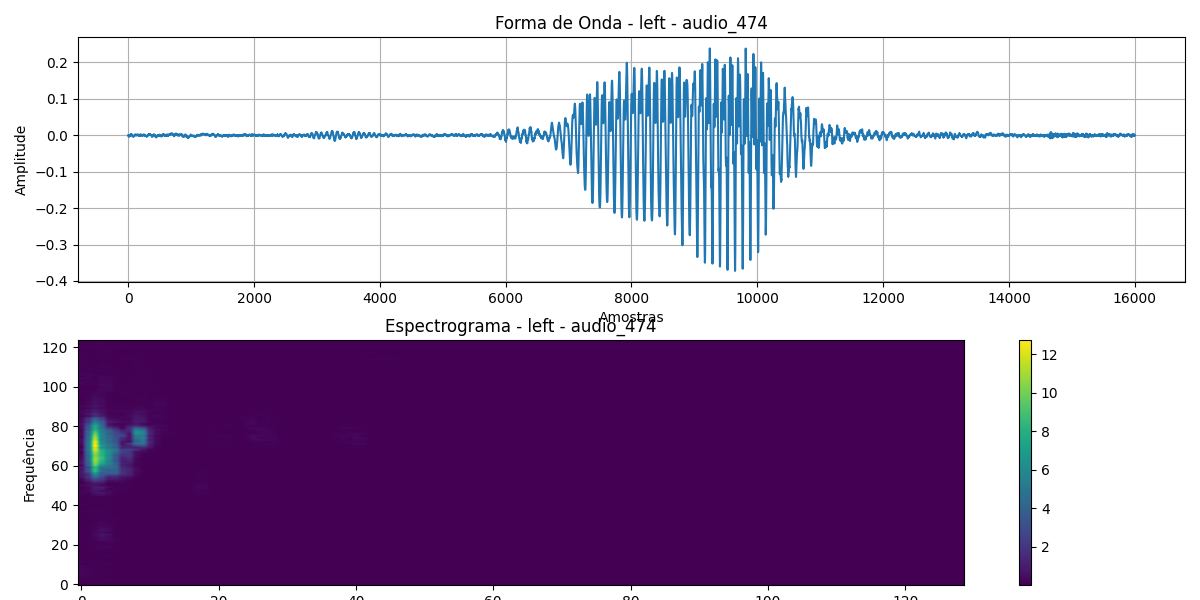 Forma de Onda - left - audio_474
Amplitude
0.2
0.1
0.0
−0.1
−0.2
−0.3
−0.4
0 2000 4000 6000 8000 10000 12000 14000 16000
Amostras
Espectrograma - left - audio_474
Frequência
120
100
80
60
40
20
0
0 20 40 60 80 100 120
12
10
8
6
4
2